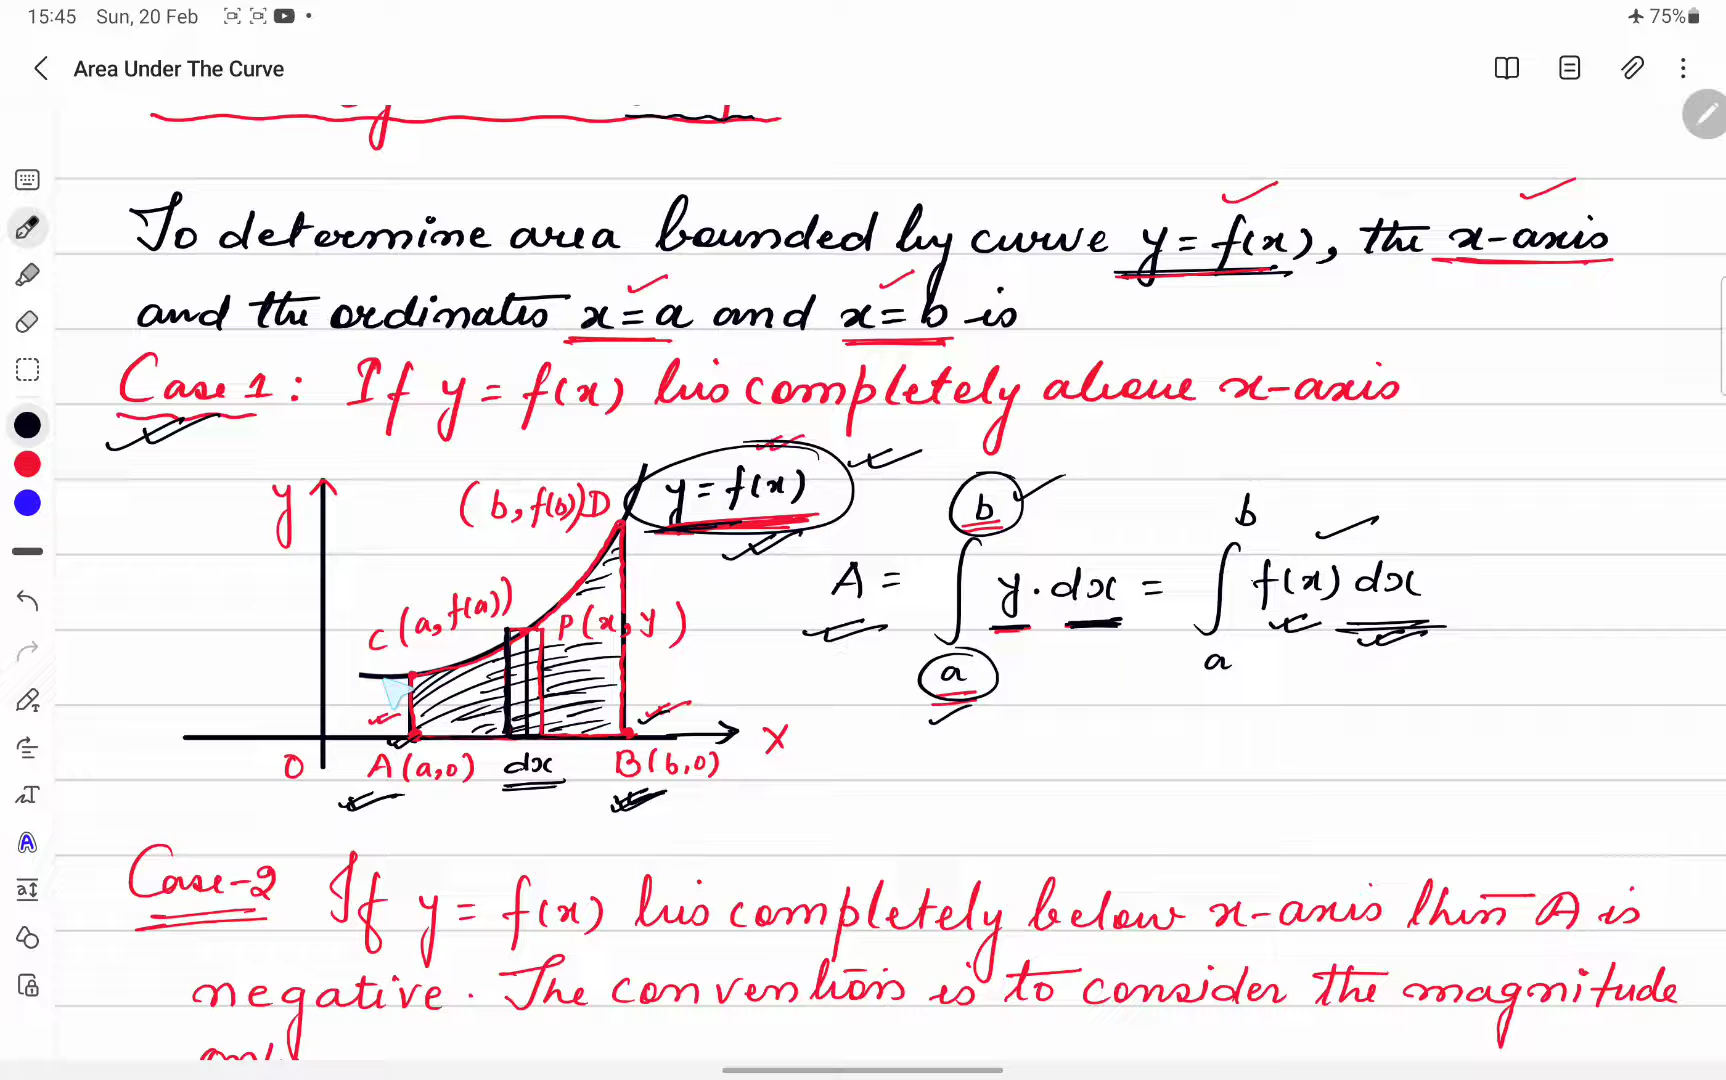 15:45 Sun, 20 Feb
75%
Area Under The Curve
To determine area bounded by curve y = f(x), the x-axis
and the ordinates x = a and x = b is
Case 1 : If y = f(x) lies completely above x-axis
y
(b, f(b)) D
y = f(x)
C (a, f(a))
P(x, y)
A = ∫ₐᵇ y · dx = ∫ₐᵇ f(x) dx
O
A (a,0)
dx
B (b,0)
X
Case-2 If y = f(x) lies completely below x-axis then A is
negative. The convention is to consider the magnitude